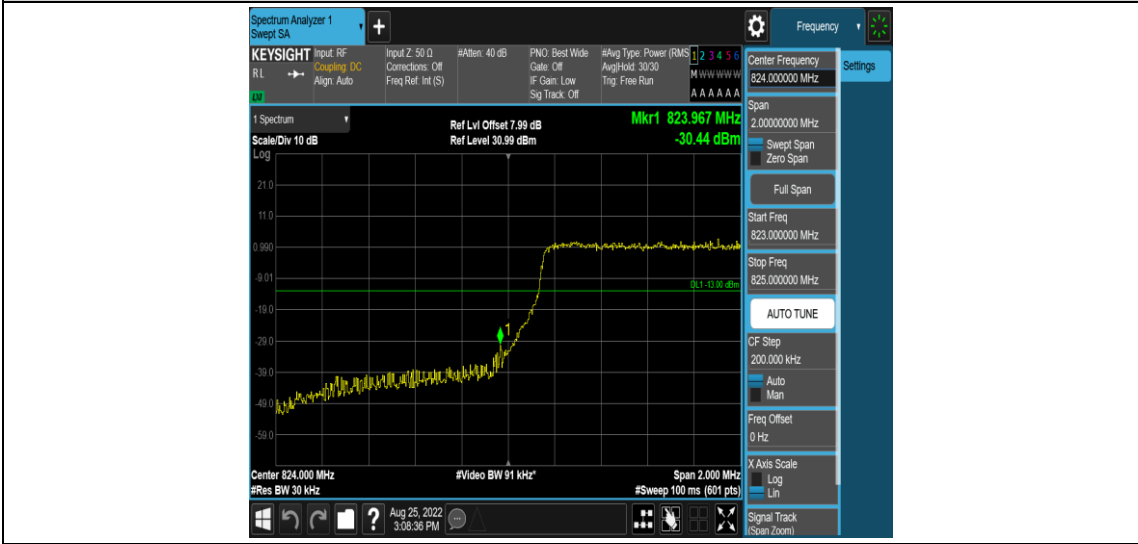 Spectrum Analyzer 1
Swept SA
+
Frequency
KEYSIGHT
RL
Input: RF
Coupling: DC
Align: Auto
Input Z: 50 Ω
Corrections: Off
Freq Ref: Int (S)
#Atten: 40 dB
PNO: Best Wide
Gate: Off
IF Gain: Low
Sig Track: Off
#Avg Type: Power (RMS
Avg|Hold: 30/30
Trig: Free Run
1 2 3 4 5 6
M W W W W W
A A A A A A
1 Spectrum
Scale/Div 10 dB
Ref Lvl Offset 7.99 dB
Ref Level 30.99 dBm
Mkr1 823.967 MHz
-30.44 dBm
Log
21.0
11.0
0.990
-9.01
-19.0
-29.0
-39.0
-49.0
-59.0
DL1 -13.00 dBm
1
Center 824.000 MHz
#Res BW 30 kHz
#Video BW 91 kHz*
Span 2.000 MHz
#Sweep 100 ms (601 pts)
?
Aug 25, 2022
3:08:36 PM
Center Frequency
824.000000 MHz
Settings
Span
2.00000000 MHz
Swept Span
Zero Span
Full Span
Start Freq
823.000000 MHz
Stop Freq
825.000000 MHz
AUTO TUNE
CF Step
200.000 kHz
Auto
Man
Freq Offset
0 Hz
X Axis Scale
Log
Lin
Signal Track
(Span Zoom)